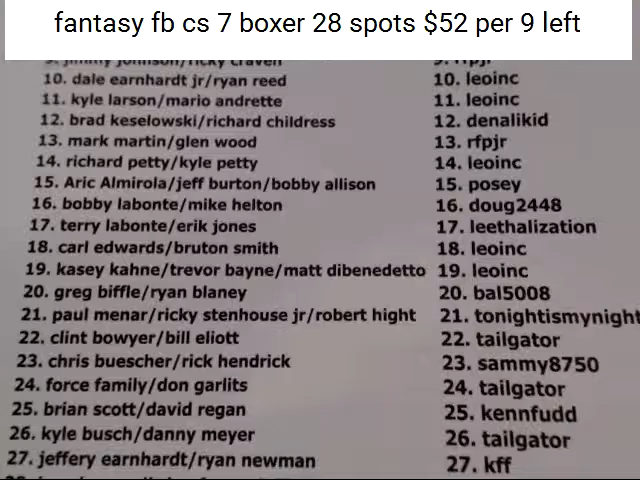 fantasy fb cs 7 boxer 28 spots $52 per 9 left
9. jimmy johnson/ricky craven 9. rfpjr
10. dale earnhardt jr/ryan reed 10. leoinc
11. kyle larson/mario andrette 11. leoinc
12. brad keselowski/richard childress 12. denalikid
13. mark martin/glen wood 13. rfpjr
14. richard petty/kyle petty 14. leoinc
15. Aric Almirola/jeff burton/bobby allison 15. posey
16. bobby labonte/mike helton 16. doug2448
17. terry labonte/erik jones 17. leethalization
18. carl edwards/bruton smith 18. leoinc
19. kasey kahne/trevor bayne/matt dibenedetto 19. leoinc
20. greg biffle/ryan blaney 20. bal5008
21. paul menar/ricky stenhouse jr/robert hight 21. tonightismynight
22. clint bowyer/bill eliott 22. tailgator
23. chris buescher/rick hendrick 23. sammy8750
24. force family/don garlits 24. tailgator
25. brian scott/david regan 25. kennfudd
26. kyle busch/danny meyer 26. tailgator
27. jeffery earnhardt/ryan newman 27. kff